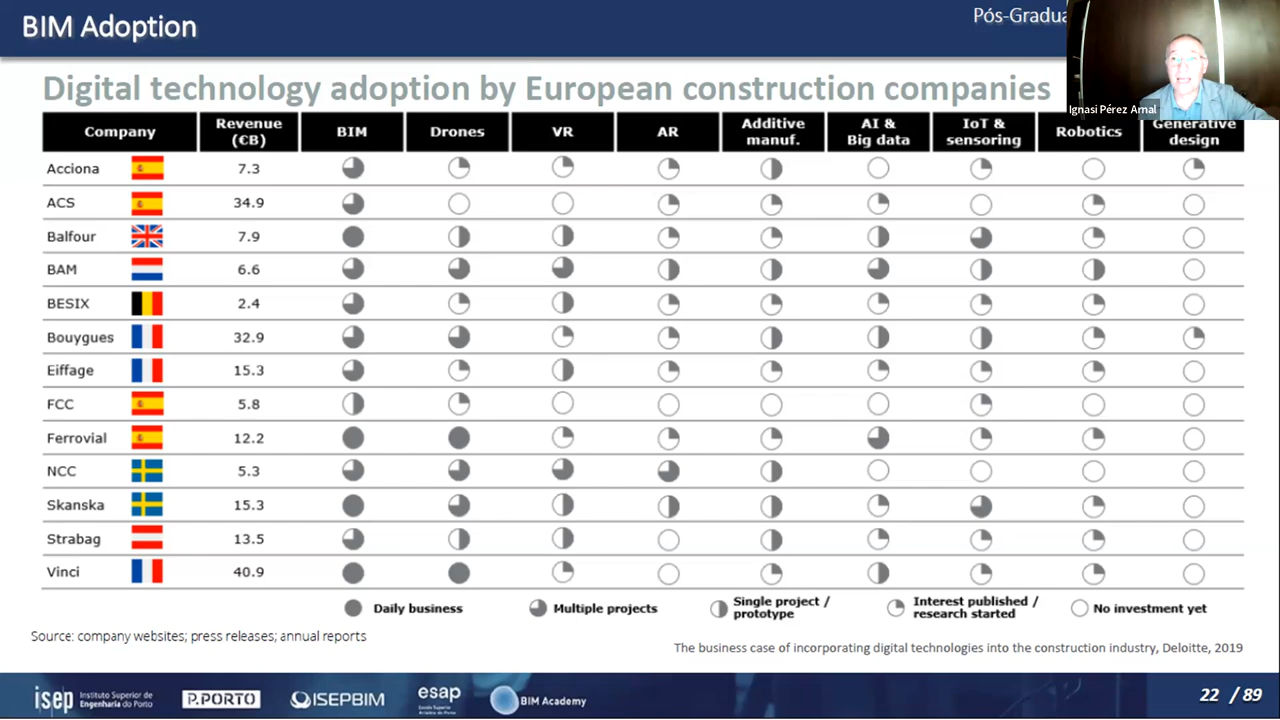 BIM Adoption
Pós-Gradua
Ignasi Pérez Arnal
Digital technology adoption by European construction companies
Company Revenue (€B) BIM Drones VR AR Additive manuf. AI & Big data IoT & sensoring Robotics Generative design
Acciona 7.3
ACS 34.9
Balfour 7.9
BAM 6.6
BESIX 2.4
Bouygues 32.9
Eiffage 15.3
FCC 5.8
Ferrovial 12.2
NCC 5.3
Skanska 15.3
Strabag 13.5
Vinci 40.9
Daily business Multiple projects Single project / prototype Interest published / research started No investment yet
Source: company websites; press releases; annual reports
The business case of incorporating digital technologies into the construction industry, Deloitte, 2019
isep Instituto Superior de Engenharia do Porto P.PORTO ISEPBIM esap BIM Academy
22 / 89